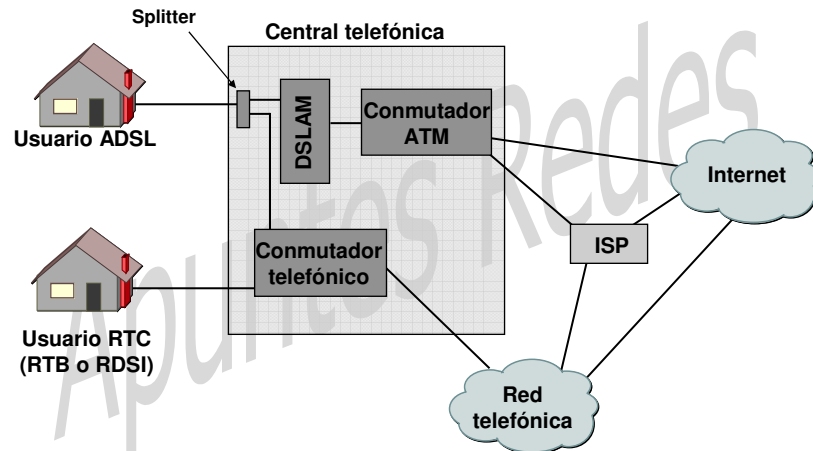 Splitter
Central telefónica
Usuario ADSL
DSLAM
Conmutador
ATM
Internet
ISP
Conmutador
telefónico
Usuario RTC
(RTB o RDSI)
Red
telefónica
Apuntes Redes